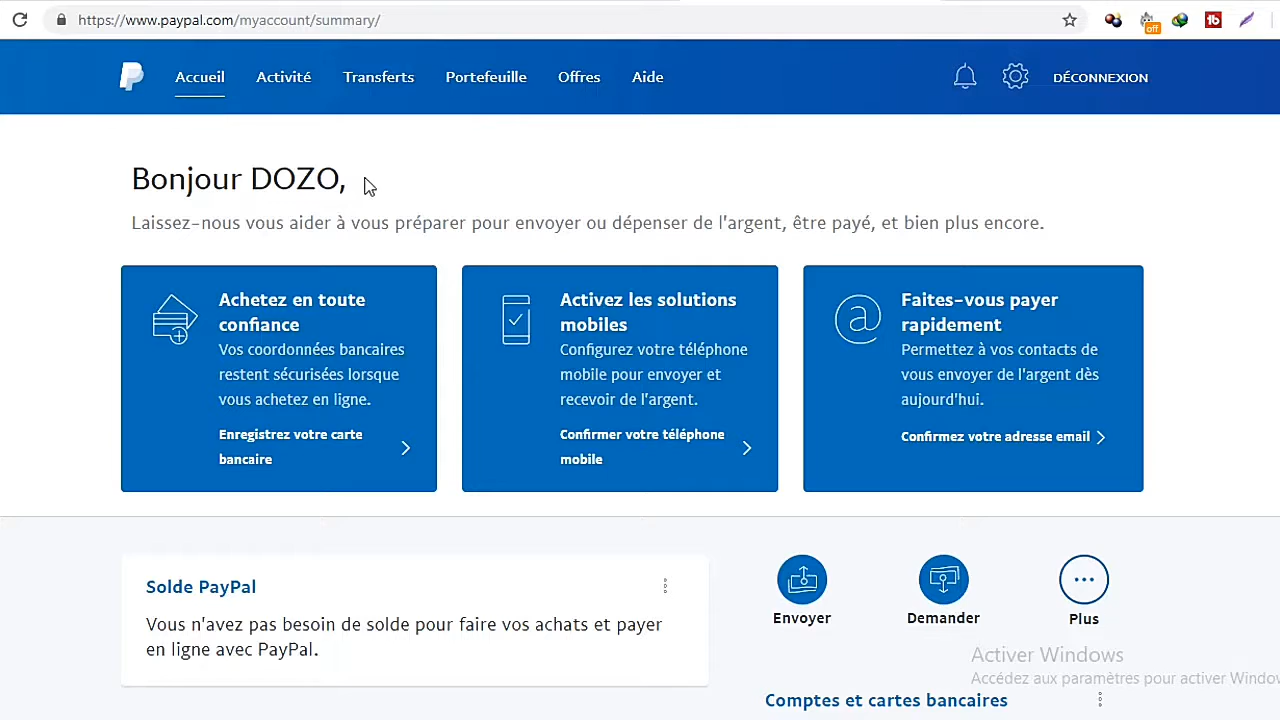 https://www.paypal.com/myaccount/summary/
off
Accueil Activité Transferts Portefeuille Offres Aide DÉCONNEXION
Bonjour DOZO,
Laissez-nous vous aider à vous préparer pour envoyer ou dépenser de l'argent, être payé, et bien plus encore.
Achetez en toute
confiance
Vos coordonnées bancaires
restent sécurisées lorsque
vous achetez en ligne.
Enregistrez votre carte
bancaire
Activez les solutions
mobiles
Configurez votre téléphone
mobile pour envoyer et
recevoir de l'argent.
Confirmer votre téléphone
mobile
Faites-vous payer
rapidement
Permettez à vos contacts de
vous envoyer de l'argent dès
aujourd'hui.
Confirmez votre adresse email
Solde PayPal
Vous n'avez pas besoin de solde pour faire vos achats et payer
en ligne avec PayPal.
Envoyer Demander Plus
Activer Windows
Accédez aux paramètres pour activer Window
Comptes et cartes bancaires